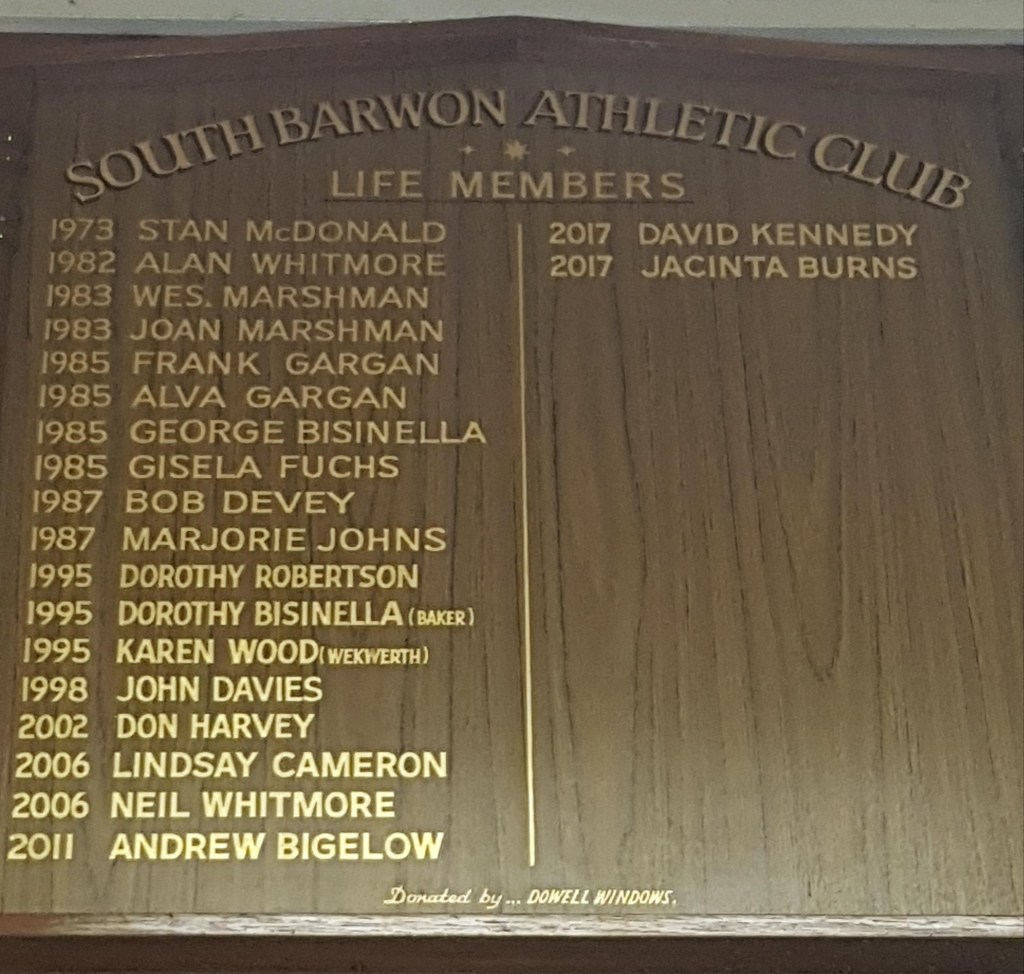 SOUTH BARWON ATHLETIC CLUB
LIFE MEMBERS
1973 STAN McDONALD
1982 ALAN WHITMORE
1983 WES. MARSHMAN
1983 JOAN MARSHMAN
1985 FRANK GARGAN
1985 ALVA GARGAN
1985 GEORGE BISINELLA
1985 GISELA FUCHS
1987 BOB DEVEY
1987 MARJORIE JOHNS
1995 DOROTHY ROBERTSON
1995 DOROTHY BISINELLA (BAKER)
1995 KAREN WOOD (WEKWERTH)
1998 JOHN DAVIES
2002 DON HARVEY
2006 LINDSAY CAMERON
2006 NEIL WHITMORE
2011 ANDREW BIGELOW
2017 DAVID KENNEDY
2017 JACINTA BURNS
Donated by... DOWELL WINDOWS.